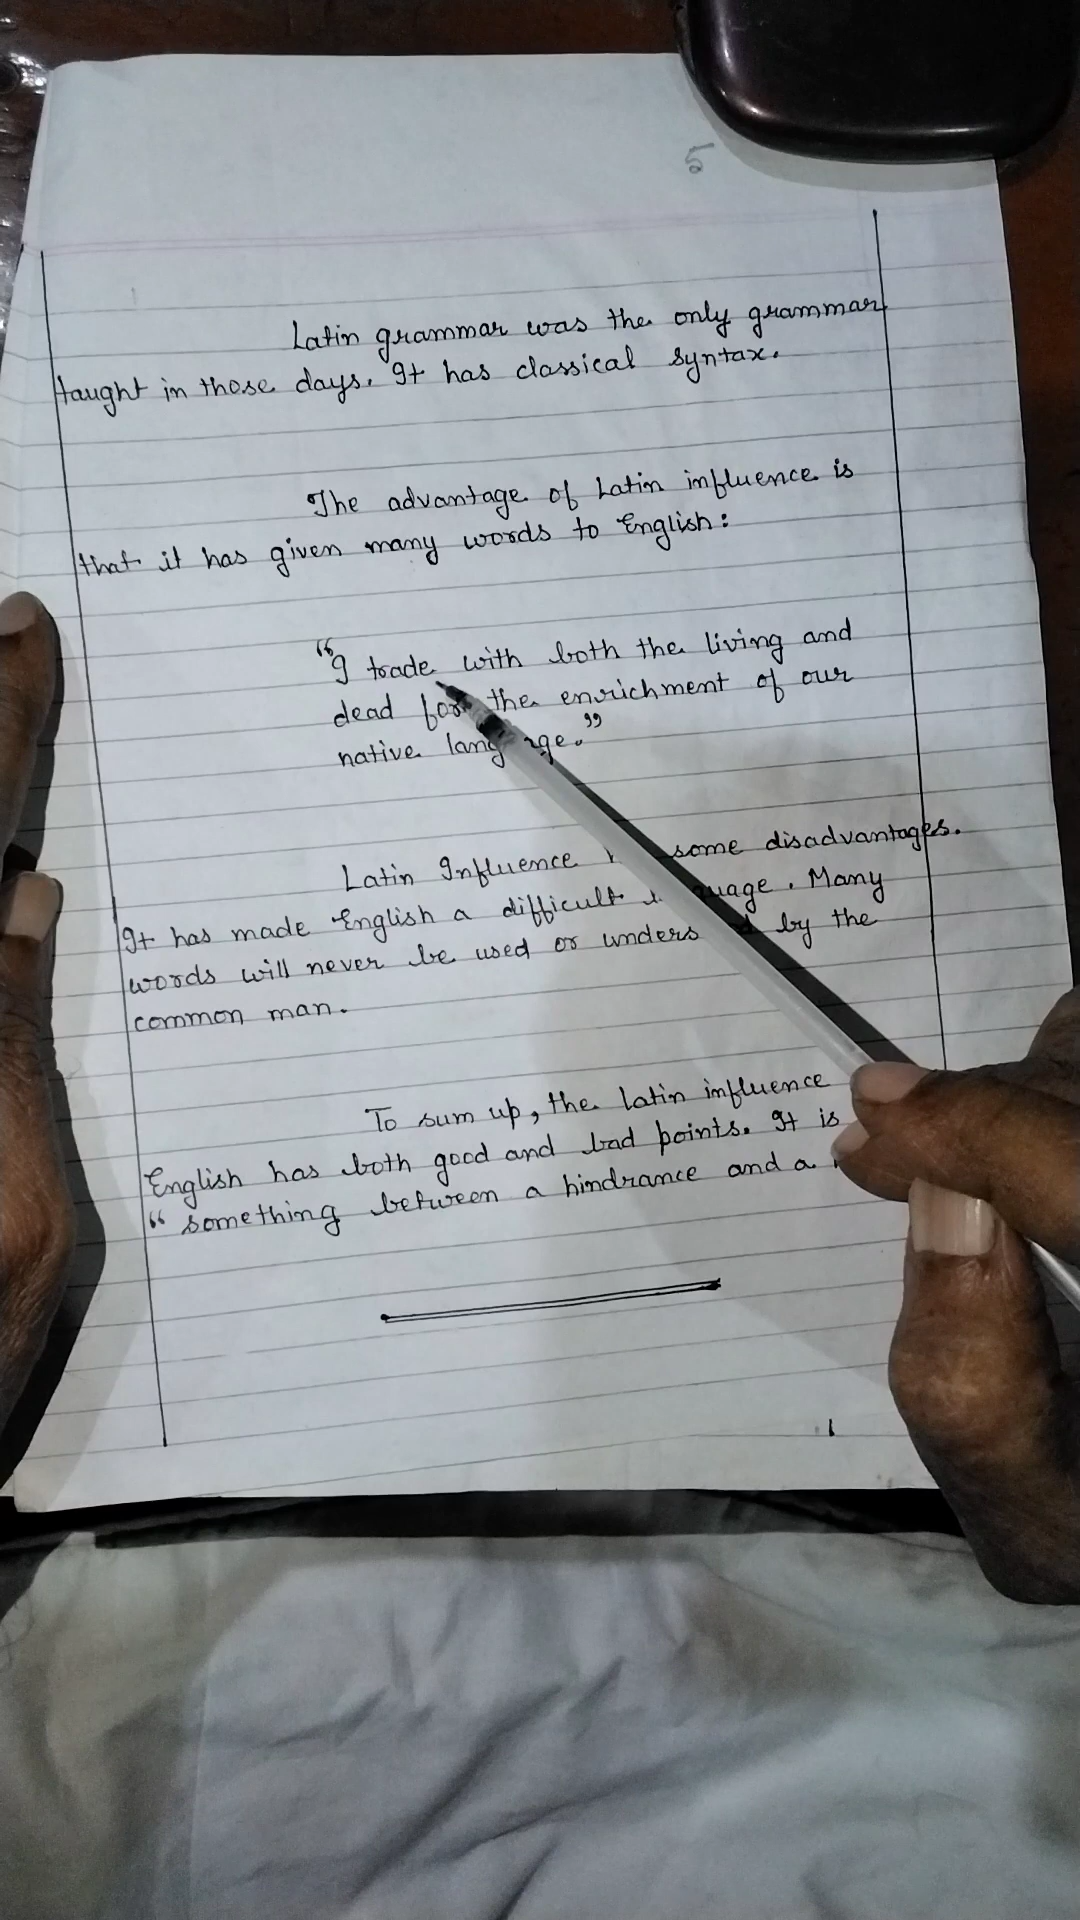 5
Latin grammar was the only grammar
taught in those days. It has classical syntax.
The advantage of Latin influence is
that it has given many words to English:
"I trade with both the living and
dead for the enrichment of our
native language."
Latin Influence some disadvantages.
It has made English a difficult language. Many
words will never be used or unders d by the
common man.
To sum up, the Latin influence
English has both good and bad points. It is
"something between a hindrance and a